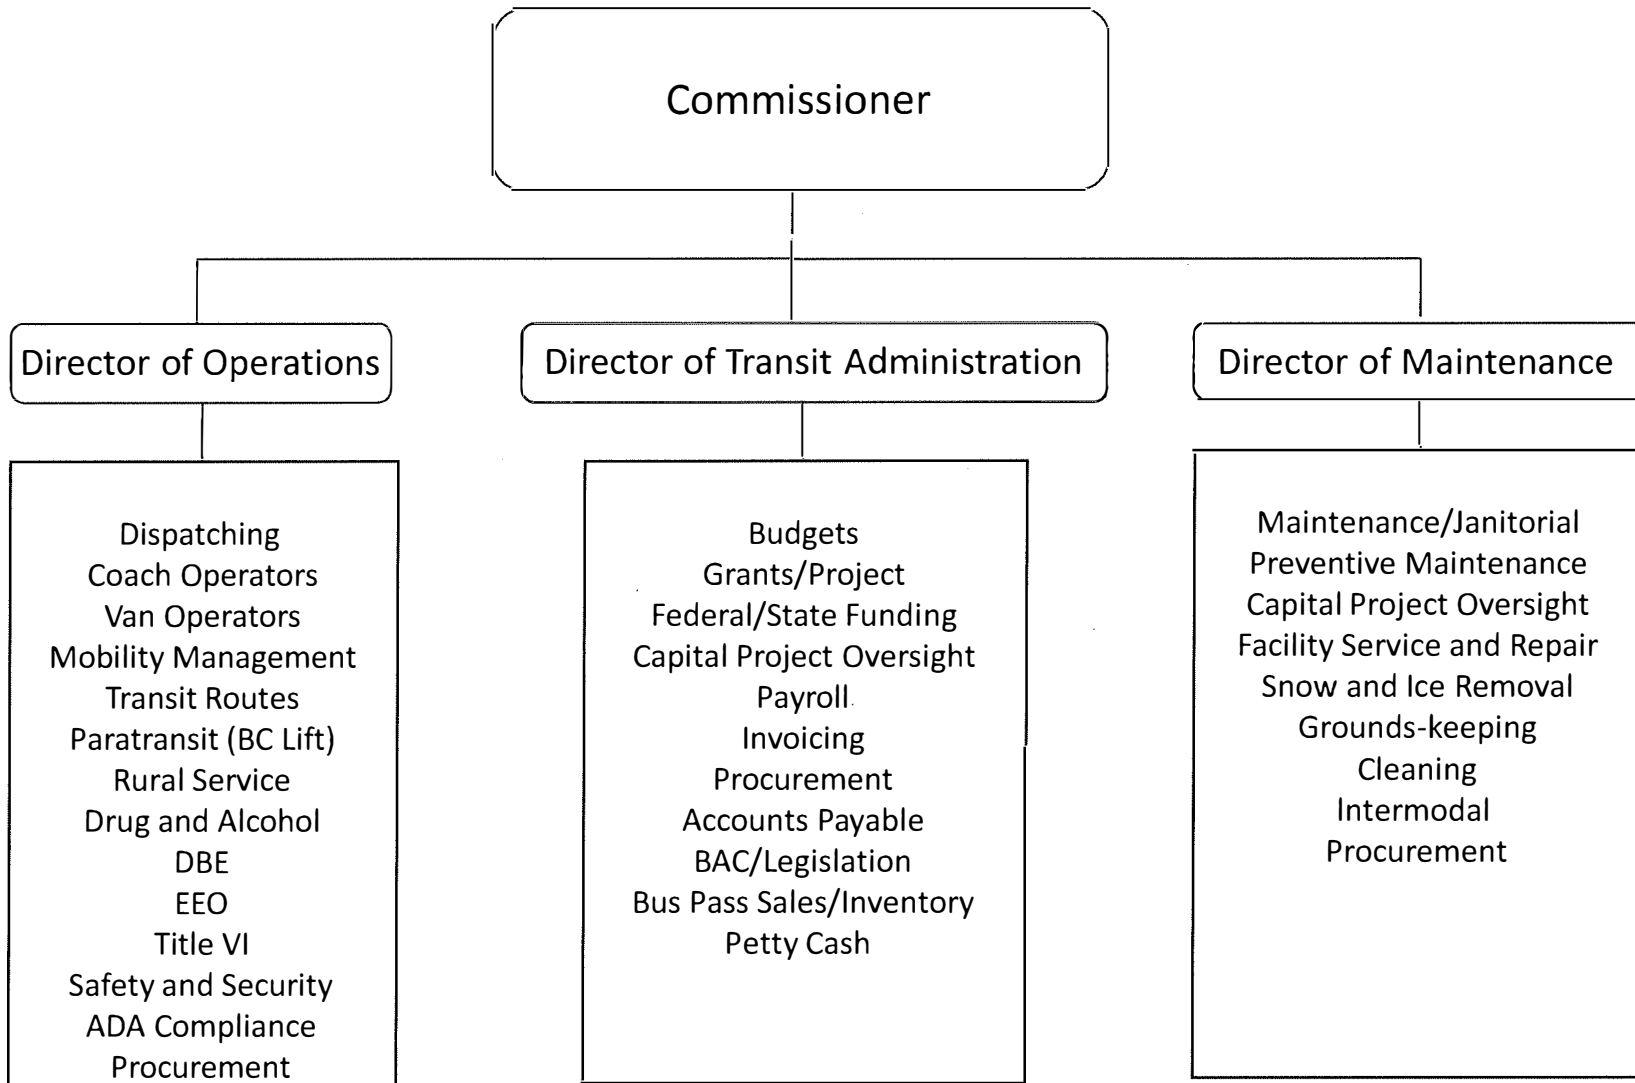 Commissioner
Director of Operations
Director of Transit Administration
Director of Maintenance
Dispatching
Coach Operators
Van Operators
Mobility Management
Transit Routes
Paratransit (BC Lift)
Rural Service
Drug and Alcohol
DBE
EEO
Title VI
Safety and Security
ADA Compliance
Procurement
Budgets
Grants/Project
Federal/State Funding
Capital Project Oversight
Payroll
Invoicing
Procurement
Accounts Payable
BAC/Legislation
Bus Pass Sales/Inventory
Petty Cash
Maintenance/Janitorial
Preventive Maintenance
Capital Project Oversight
Facility Service and Repair
Snow and Ice Removal
Grounds-keeping
Cleaning
Intermodal
Procurement